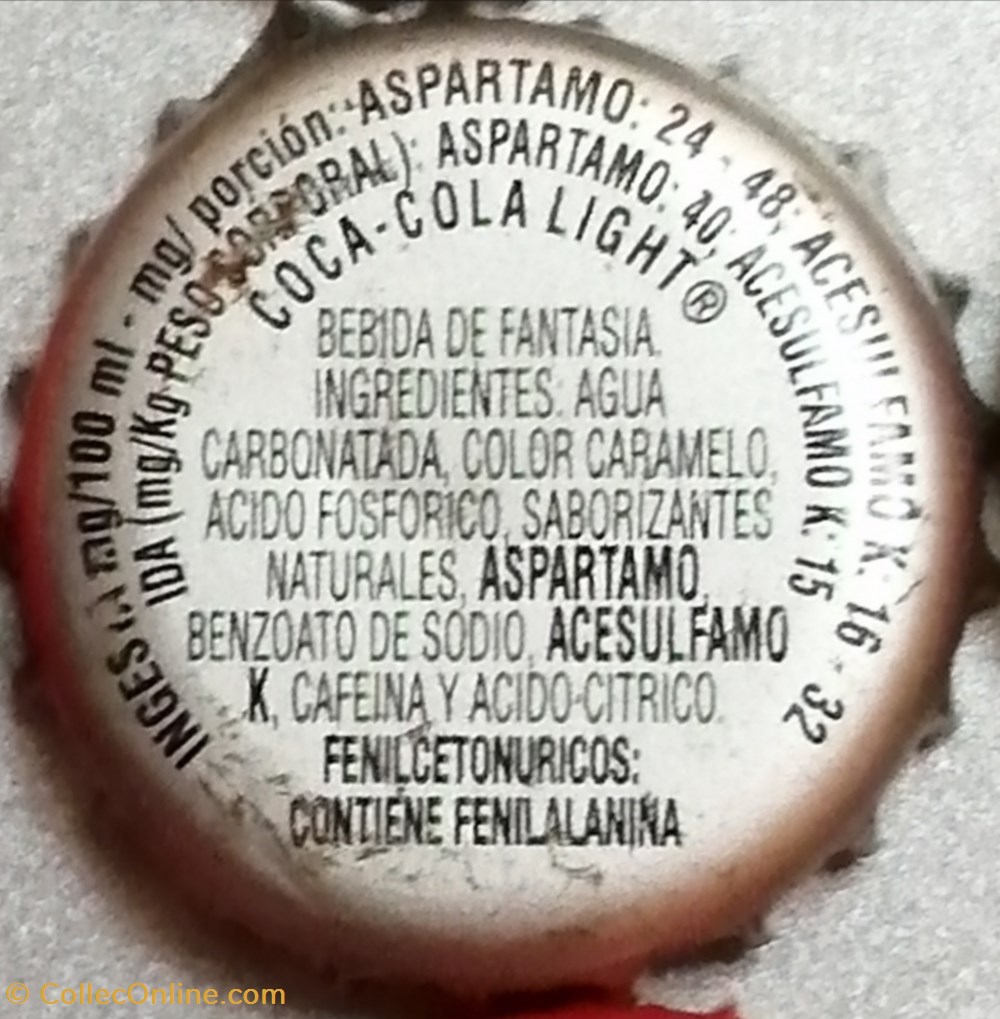 mg/100 ml - mg/ porción: ASPARTAMO: 24 - 48; ACESULFAMO K: 16 - 32
IDA (mg/Kg PESO CORPORAL): ASPARTAMO: 40; ACESULFAMO K: 15
COCA-COLA LIGHT®
BEBIDA DE FANTASIA.
INGREDIENTES: AGUA
CARBONATADA, COLOR CARAMELO,
ACIDO FOSFORICO, SABORIZANTES
NATURALES, ASPARTAMO,
BENZOATO DE SODIO, ACESULFAMO
K, CAFEINA Y ACIDO CITRICO.
FENILCETONURICOS:
CONTIENE FENILALANINA
© CollecOnline.com